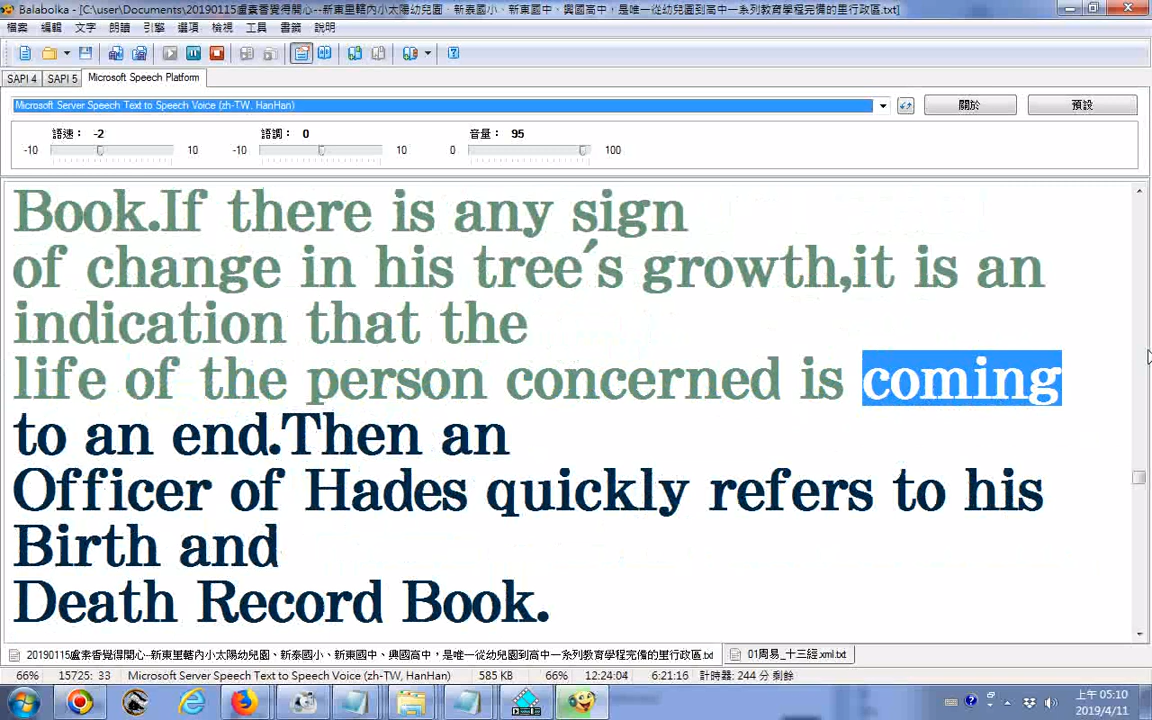 Balabolka - [C:\user\Documents\20190115盧素香覺得開心--新東里轄內小太陽幼兒園、新泰國小、新東國中、興國高中，是唯一從幼兒園到高中一系列教育學程完備的里行政區.txt]
檔案 編輯 文字 朗讀 引擎 選項 檢視 工具 書籤 說明
SAPI 4 SAPI 5 Microsoft Speech Platform
Microsoft Server Speech Text to Speech Voice (zh-TW, HanHan)
關於 預設
語速： -2 語調： 0 音量： 95
-10 10 -10 10 0 100
Book.If there is any sign
of change in his tree´s growth,it is an
indication that the
life of the person concerned is coming
to an end.Then an
Officer of Hades quickly refers to his
Birth and
Death Record Book.
20190115盧素香覺得開心--新東里轄內小太陽幼兒園、新泰國小、新東國中、興國高中，是唯一從幼兒園到高中一系列教育學程完備的里行政區.txt 01周易_十三經.xml.txt
66% 15725: 33 Microsoft Server Speech Text to Speech Voice (zh-TW, HanHan) 585 KB 66% 12:24:04 6:21:16 計時器: 244 分 剩餘
上午 05:10
2019/4/11